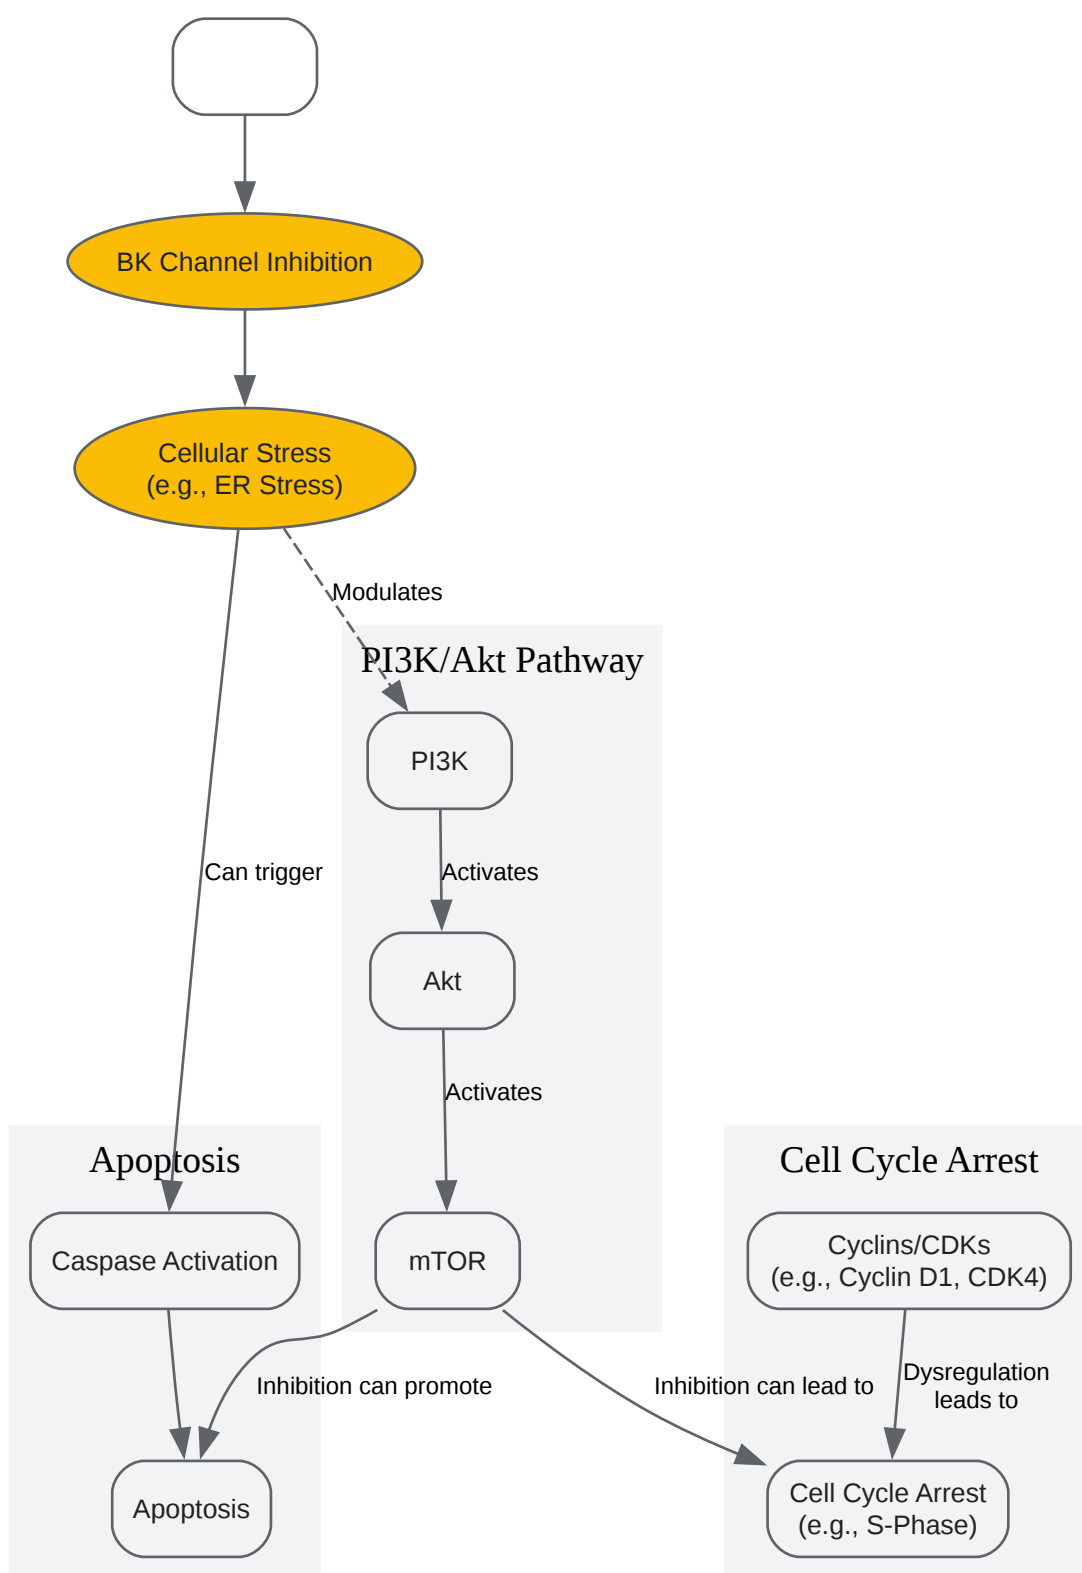 BK Channel Inhibition
Cellular Stress
(e.g., ER Stress)
Modulates
PI3K/Akt Pathway
PI3K
Can trigger
Activates
Akt
Activates
Apoptosis
Cell Cycle Arrest
Caspase Activation
mTOR
Cyclins/CDKs
(e.g., Cyclin D1, CDK4)
Inhibition can promote
Inhibition can lead to
Dysregulation
leads to
Apoptosis
Cell Cycle Arrest
(e.g., S-Phase)